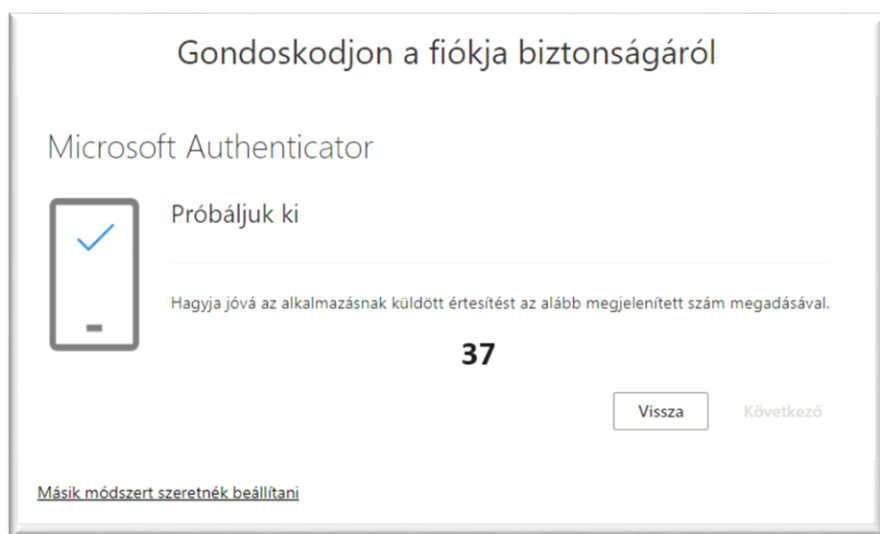 Gondoskodjon a fiókja biztonságáról
Microsoft Authenticator
Próbáljuk ki
Hagyja jóvá az alkalmazásnak küldött értesítést az alább megjelenített szám megadásával.
37
Vissza
Következő
Másik módszert szeretnék beállítani